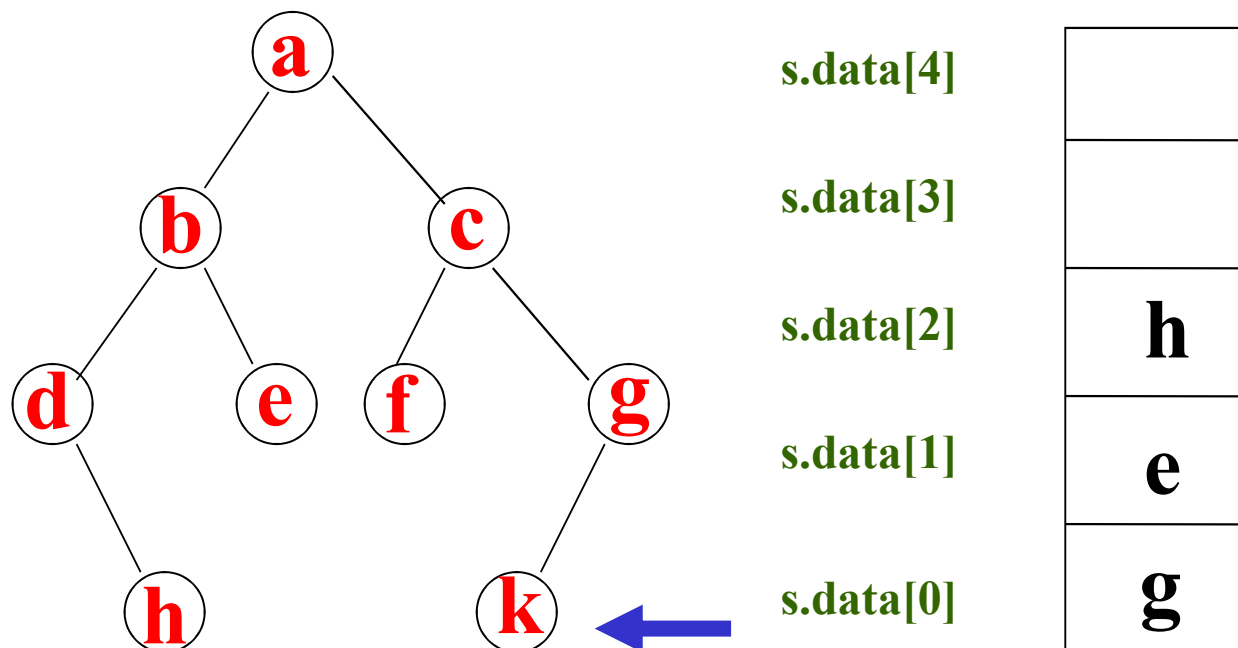 a
s.data[4]
b
c
s.data[3]
s.data[2]
h
d
e
f
g
s.data[1]
e
h
k
s.data[0]
g